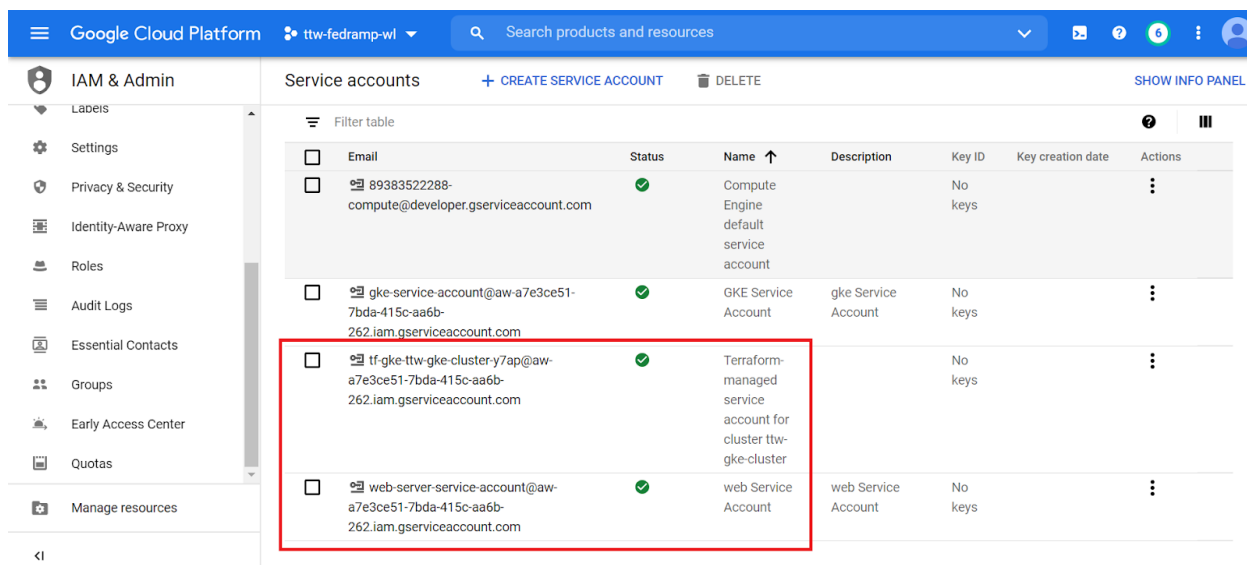 Google Cloud Platform
ttw-fedramp-wl
Search products and resources
6
IAM & Admin
Labels
Settings
Privacy & Security
Identity-Aware Proxy
Roles
Audit Logs
Essential Contacts
Groups
Early Access Center
Quotas
Manage resources
Service accounts
CREATE SERVICE ACCOUNT
DELETE
SHOW INFO PANEL
Filter table
Email
Status
Name
Description
Key ID
Key creation date
Actions
89383522288-
compute@developer.gserviceaccount.com
Compute
Engine
default
service
account
No
keys
gke-service-account@aw-a7e3ce51-
7bda-415c-aa6b-
262.iam.gserviceaccount.com
GKE Service
Account
gke Service
Account
No
keys
tf-gke-ttw-gke-cluster-y7ap@aw-
a7e3ce51-7bda-415c-aa6b-
262.iam.gserviceaccount.com
Terraform-
managed
service
account for
cluster ttw-
gke-cluster
No
keys
web-server-service-account@aw-
a7e3ce51-7bda-415c-aa6b-
262.iam.gserviceaccount.com
web Service
Account
web Service
Account
No
keys